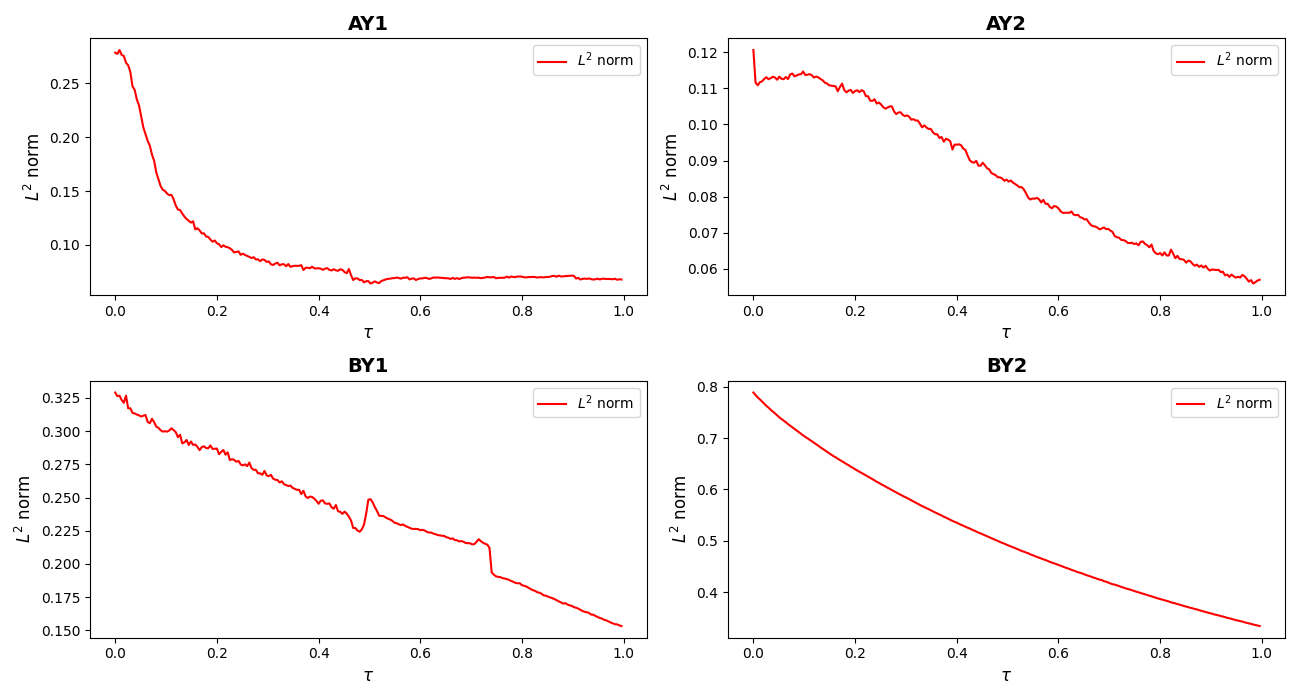 AY1
L² norm
0.25
0.20
0.15
0.10
L² norm
0.0 0.2 0.4 0.6 0.8 1.0
τ
AY2
L² norm
0.12
0.11
0.10
0.09
0.08
0.07
0.06
L² norm
0.0 0.2 0.4 0.6 0.8 1.0
τ
BY1
L² norm
0.325
0.300
0.275
0.250
0.225
0.200
0.175
0.150
L² norm
0.0 0.2 0.4 0.6 0.8 1.0
τ
BY2
L² norm
0.8
0.7
0.6
0.5
0.4
L² norm
0.0 0.2 0.4 0.6 0.8 1.0
τ